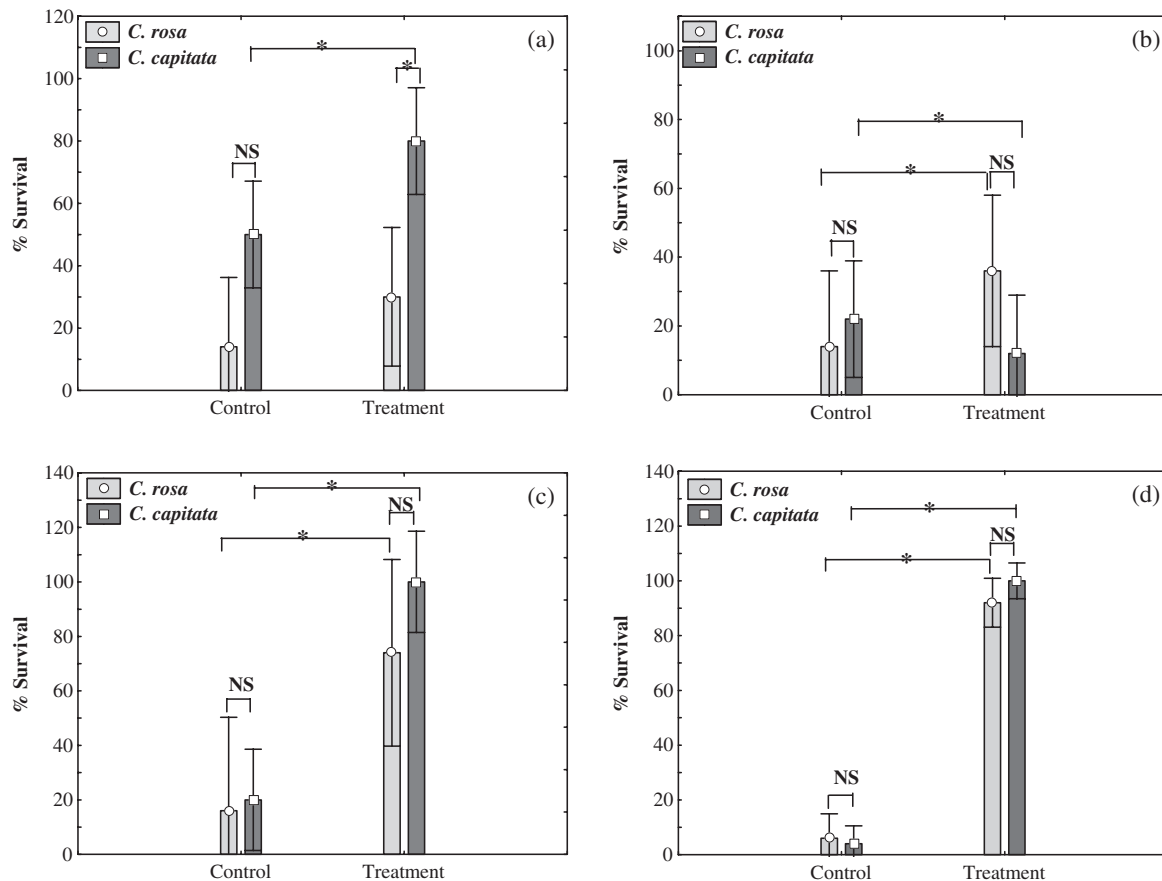 120
100
80
60
40
20
0
% Survival
C. rosa
C. capitata
(a)
*
*
NS
Control
Treatment
100
80
60
40
20
0
% Survival
C. rosa
C. capitata
(b)
*
*
NS
NS
Control
Treatment
140
120
100
80
60
40
20
0
% Survival
C. rosa
C. capitata
(c)
*
NS
*
NS
Control
Treatment
140
120
100
80
60
40
20
0
% Survival
C. rosa
C. capitata
(d)
*
NS
*
NS
Control
Treatment